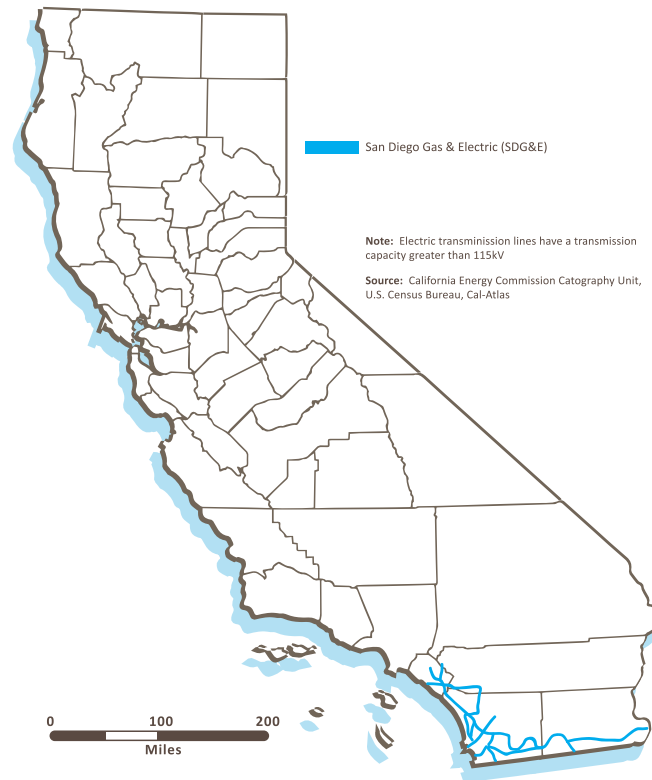 San Diego Gas & Electric (SDG&E)
Note: Electric transminission lines have a transmission
capacity greater than 115kV
Source: California Energy Commission Catography Unit,
U.S. Census Bureau, Cal-Atlas
0 100 200
Miles